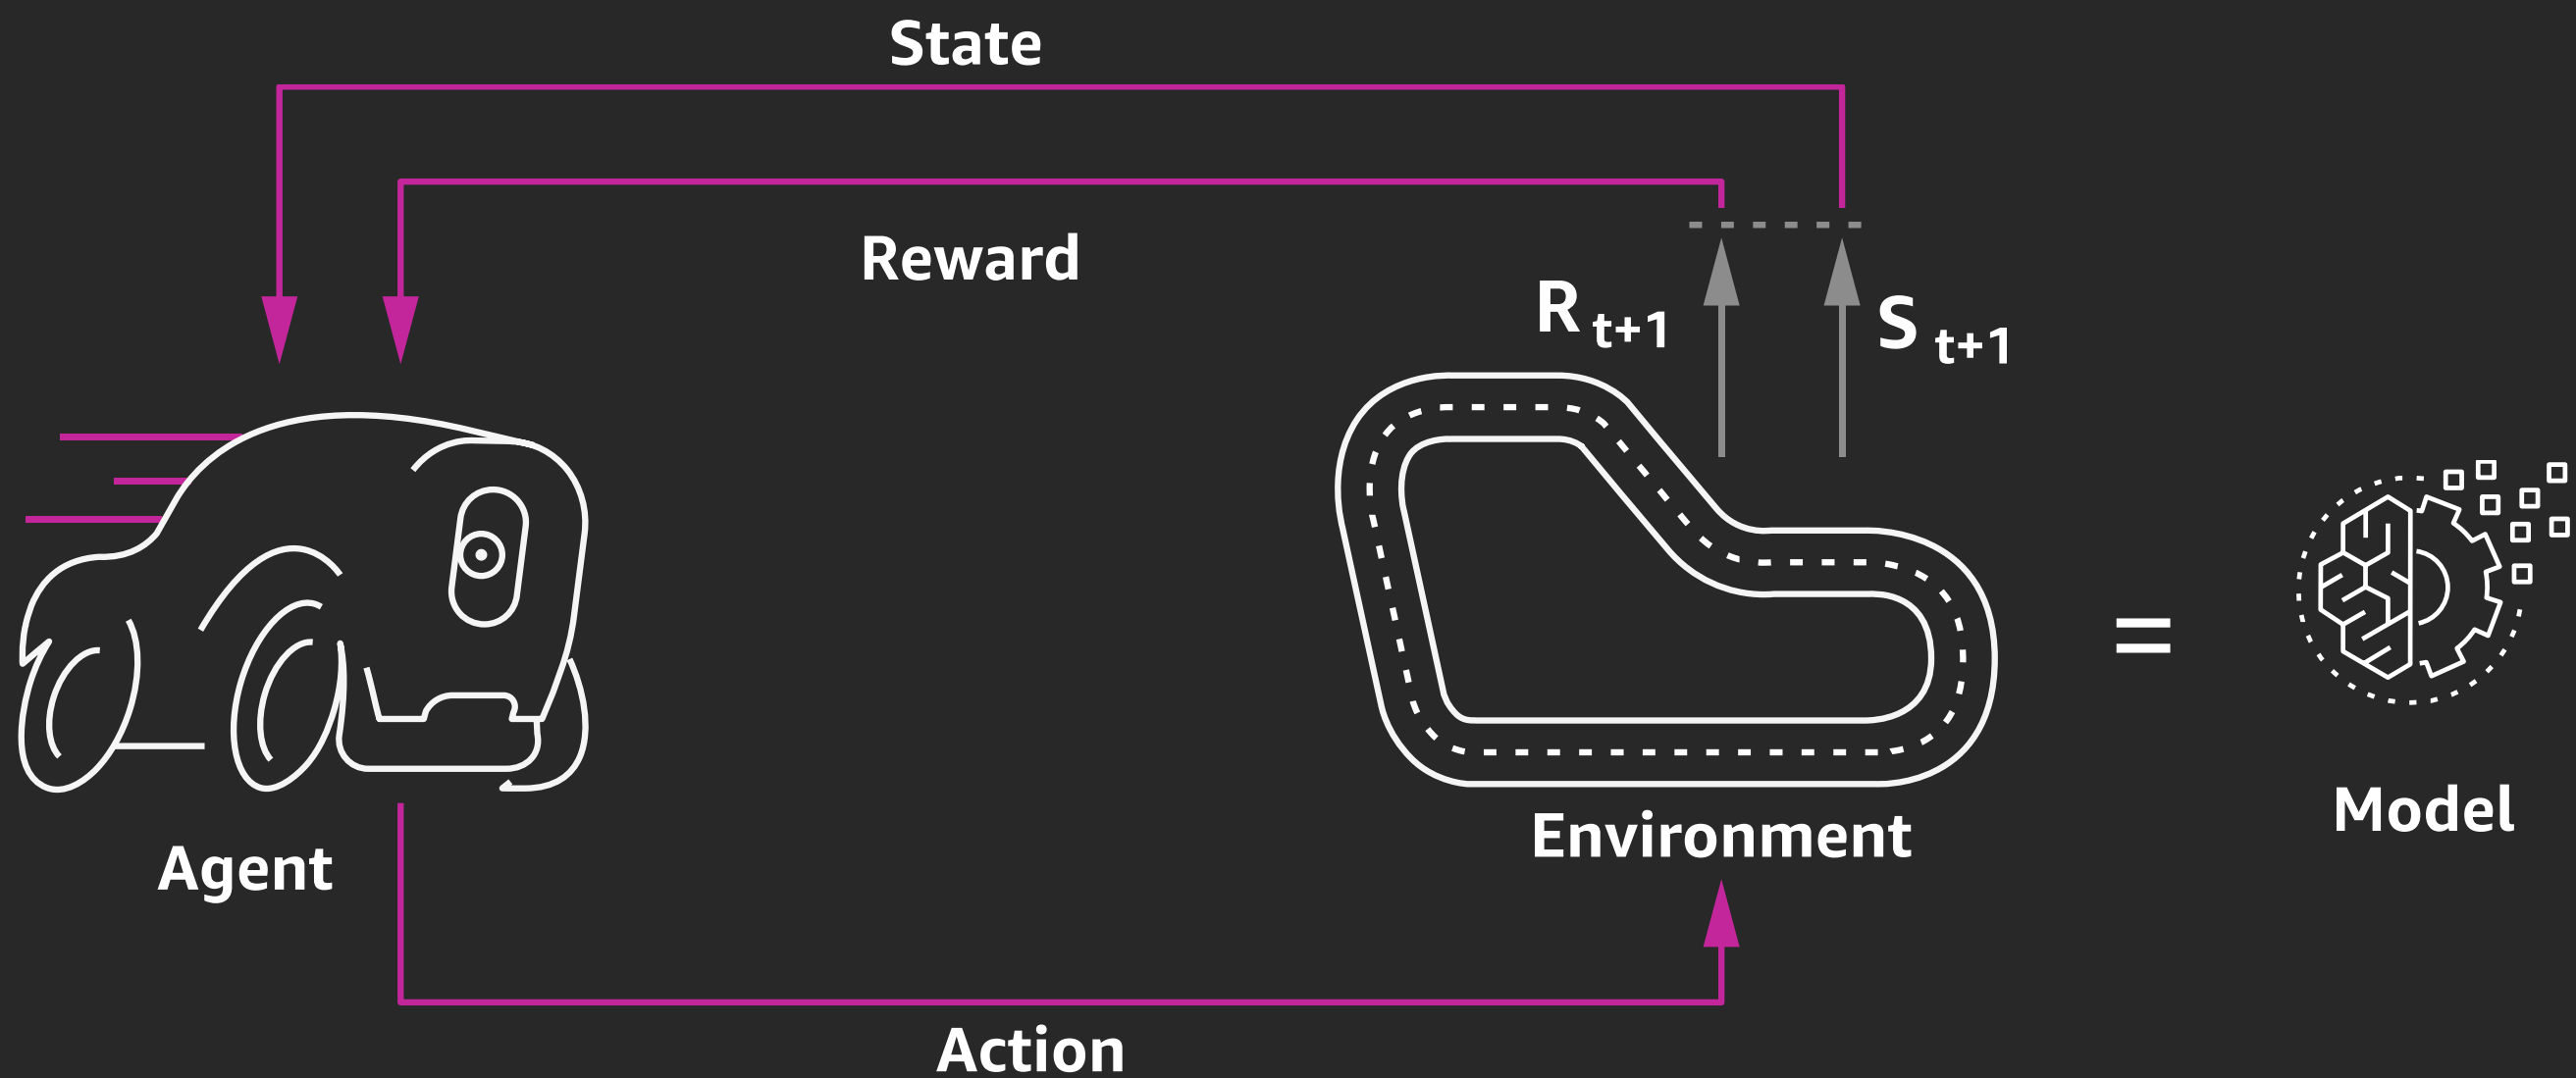 State
Reward
R t+1
S t+1
=
Agent
Environment
Model
Action